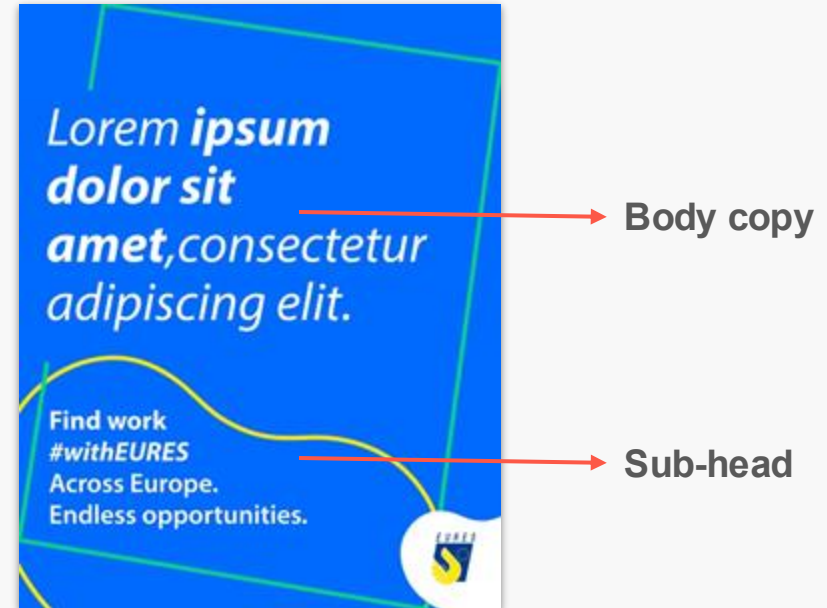 Lorem ipsum
dolor sit
amet,consectetur
adipiscing elit.
Body copy
Find work
#withEURES
Across Europe.
Endless opportunities.
Sub-head
EURES